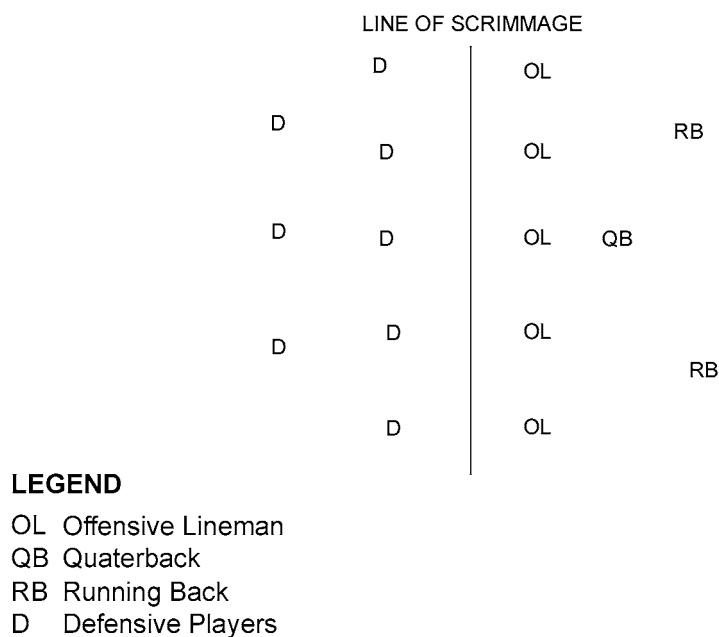 LINE OF SCRIMMAGE
D OL
D RB
D OL
D D OL QB
D OL
D RB
D OL
LEGEND
OL Offensive Lineman
QB Quaterback
RB Running Back
D Defensive Players